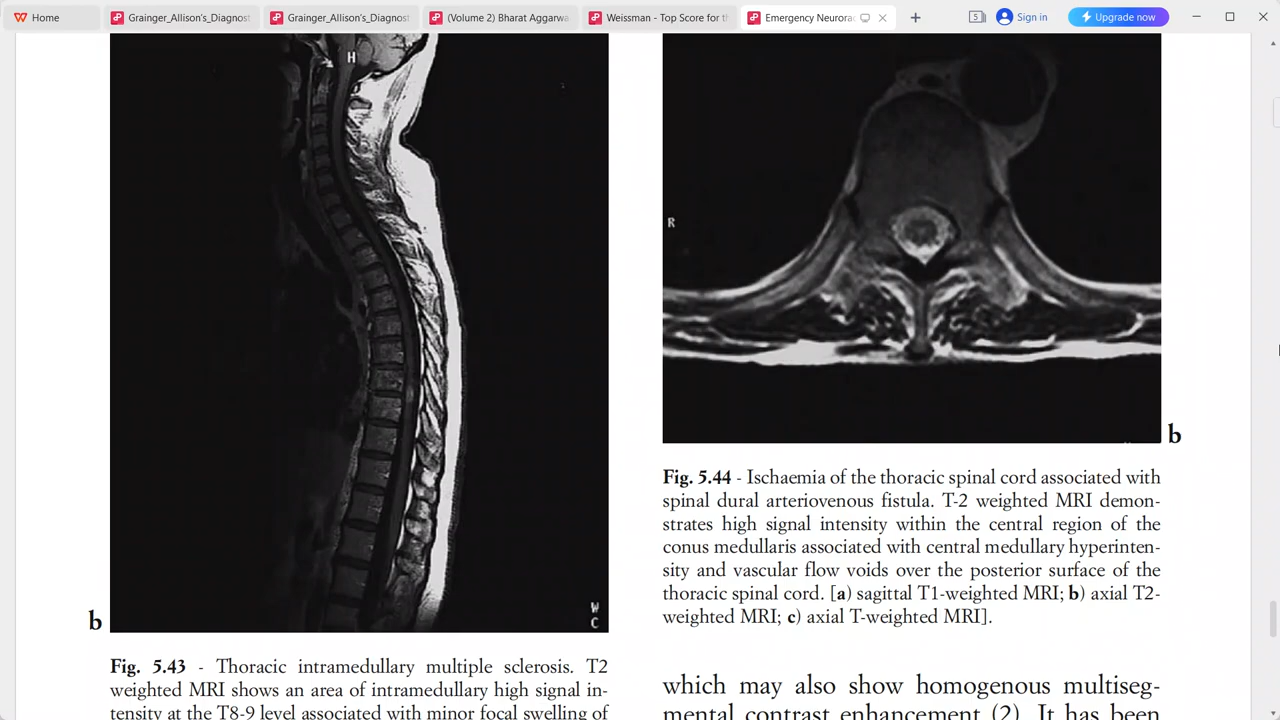 Home
Grainger_Allison's_Diagnost
Grainger_Allison's_Diagnost
(Volume 2) Bharat Aggarwa
Weissman - Top Score for t
Emergency Neurora
5
Sign in
Upgrade now
H
W
C
b
Fig. 5.43 - Thoracic intramedullary multiple sclerosis. T2
weighted MRI shows an area of intramedullary high signal in-
tensity at the T8-9 level associated with minor focal swelling of
R
b
Fig. 5.44 - Ischaemia of the thoracic spinal cord associated with
spinal dural arteriovenous fistula. T-2 weighted MRI demon-
strates high signal intensity within the central region of the
conus medullaris associated with central medullary hyperinten-
sity and vascular flow voids over the posterior surface of the
thoracic spinal cord. [a) sagittal T1-weighted MRI; b) axial T2-
weighted MRI; c) axial T-weighted MRI].
which may also show homogenous multiseg-
mental contrast enhancement (2). It has been